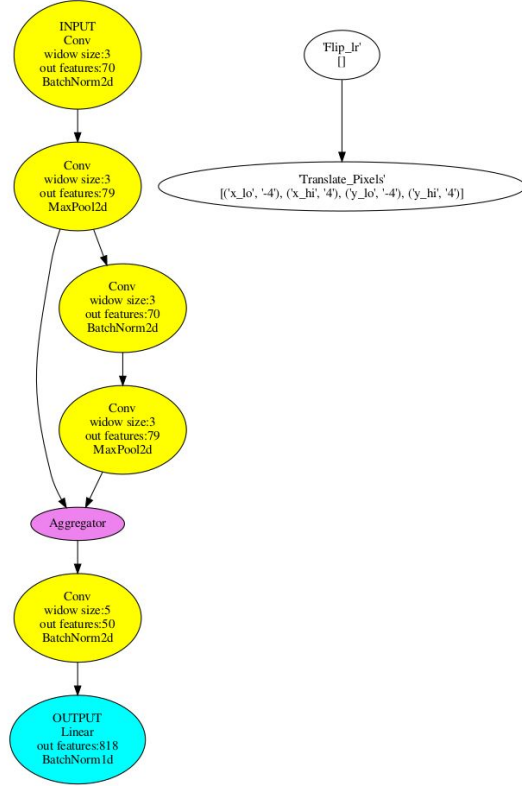 INPUT
Conv
widow size:3
out features:70
BatchNorm2d
Conv
widow size:3
out features:79
MaxPool2d
Conv
widow size:3
out features:70
BatchNorm2d
Conv
widow size:3
out features:79
MaxPool2d
Aggregator
Conv
widow size:5
out features:50
BatchNorm2d
OUTPUT
Linear
out features:818
BatchNorm1d
'Flip_lr'
[]
'Translate_Pixels'
[('x_lo', '-4'), ('x_hi', '4'), ('y_lo', '-4'), ('y_hi', '4')]